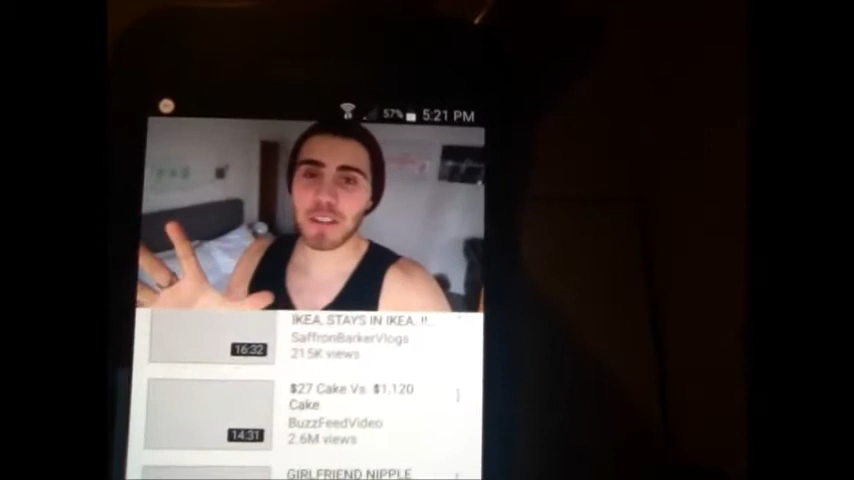 57% 5:21 PM
IKEA, STAYS IN IKEA, !!...
SaffronBarkerVlogs
215K views
16:32
$27 Cake Vs. $1,120
Cake
BuzzFeedVideo
2.6M views
14:31
GIRLFRIEND NIPPLE